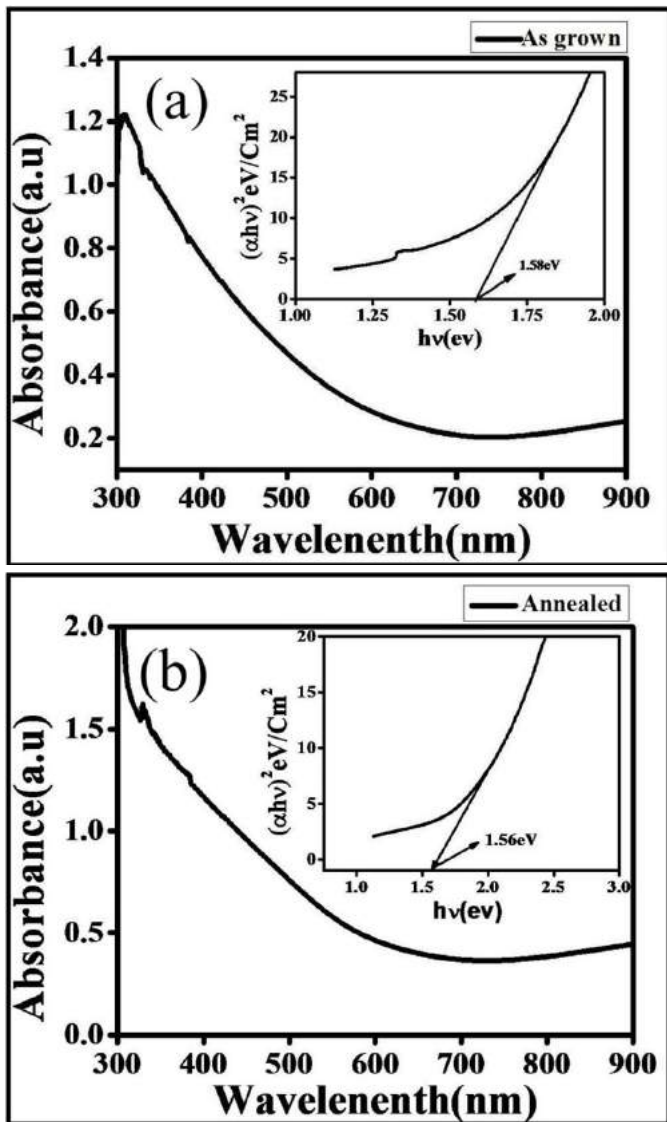 As grown
(a)
1.4
1.2
1.0
0.8
0.6
0.4
0.2
300 400 500 600 700 800 900
Absorbance(a.u)
Wavelenenth(nm)
25
20
15
10
5
0
1.00 1.25 1.50 1.75 2.00
(αhν)²eV/Cm²
hν(ev)
1.58eV
Annealed
(b)
2.0
1.5
1.0
0.5
0.0
300 400 500 600 700 800 900
Absorbance(a.u)
Wavelenenth(nm)
20
15
10
5
0
1.0 1.5 2.0 2.5 3.0
(αhν)²eV/Cm²
hν(ev)
1.56eV